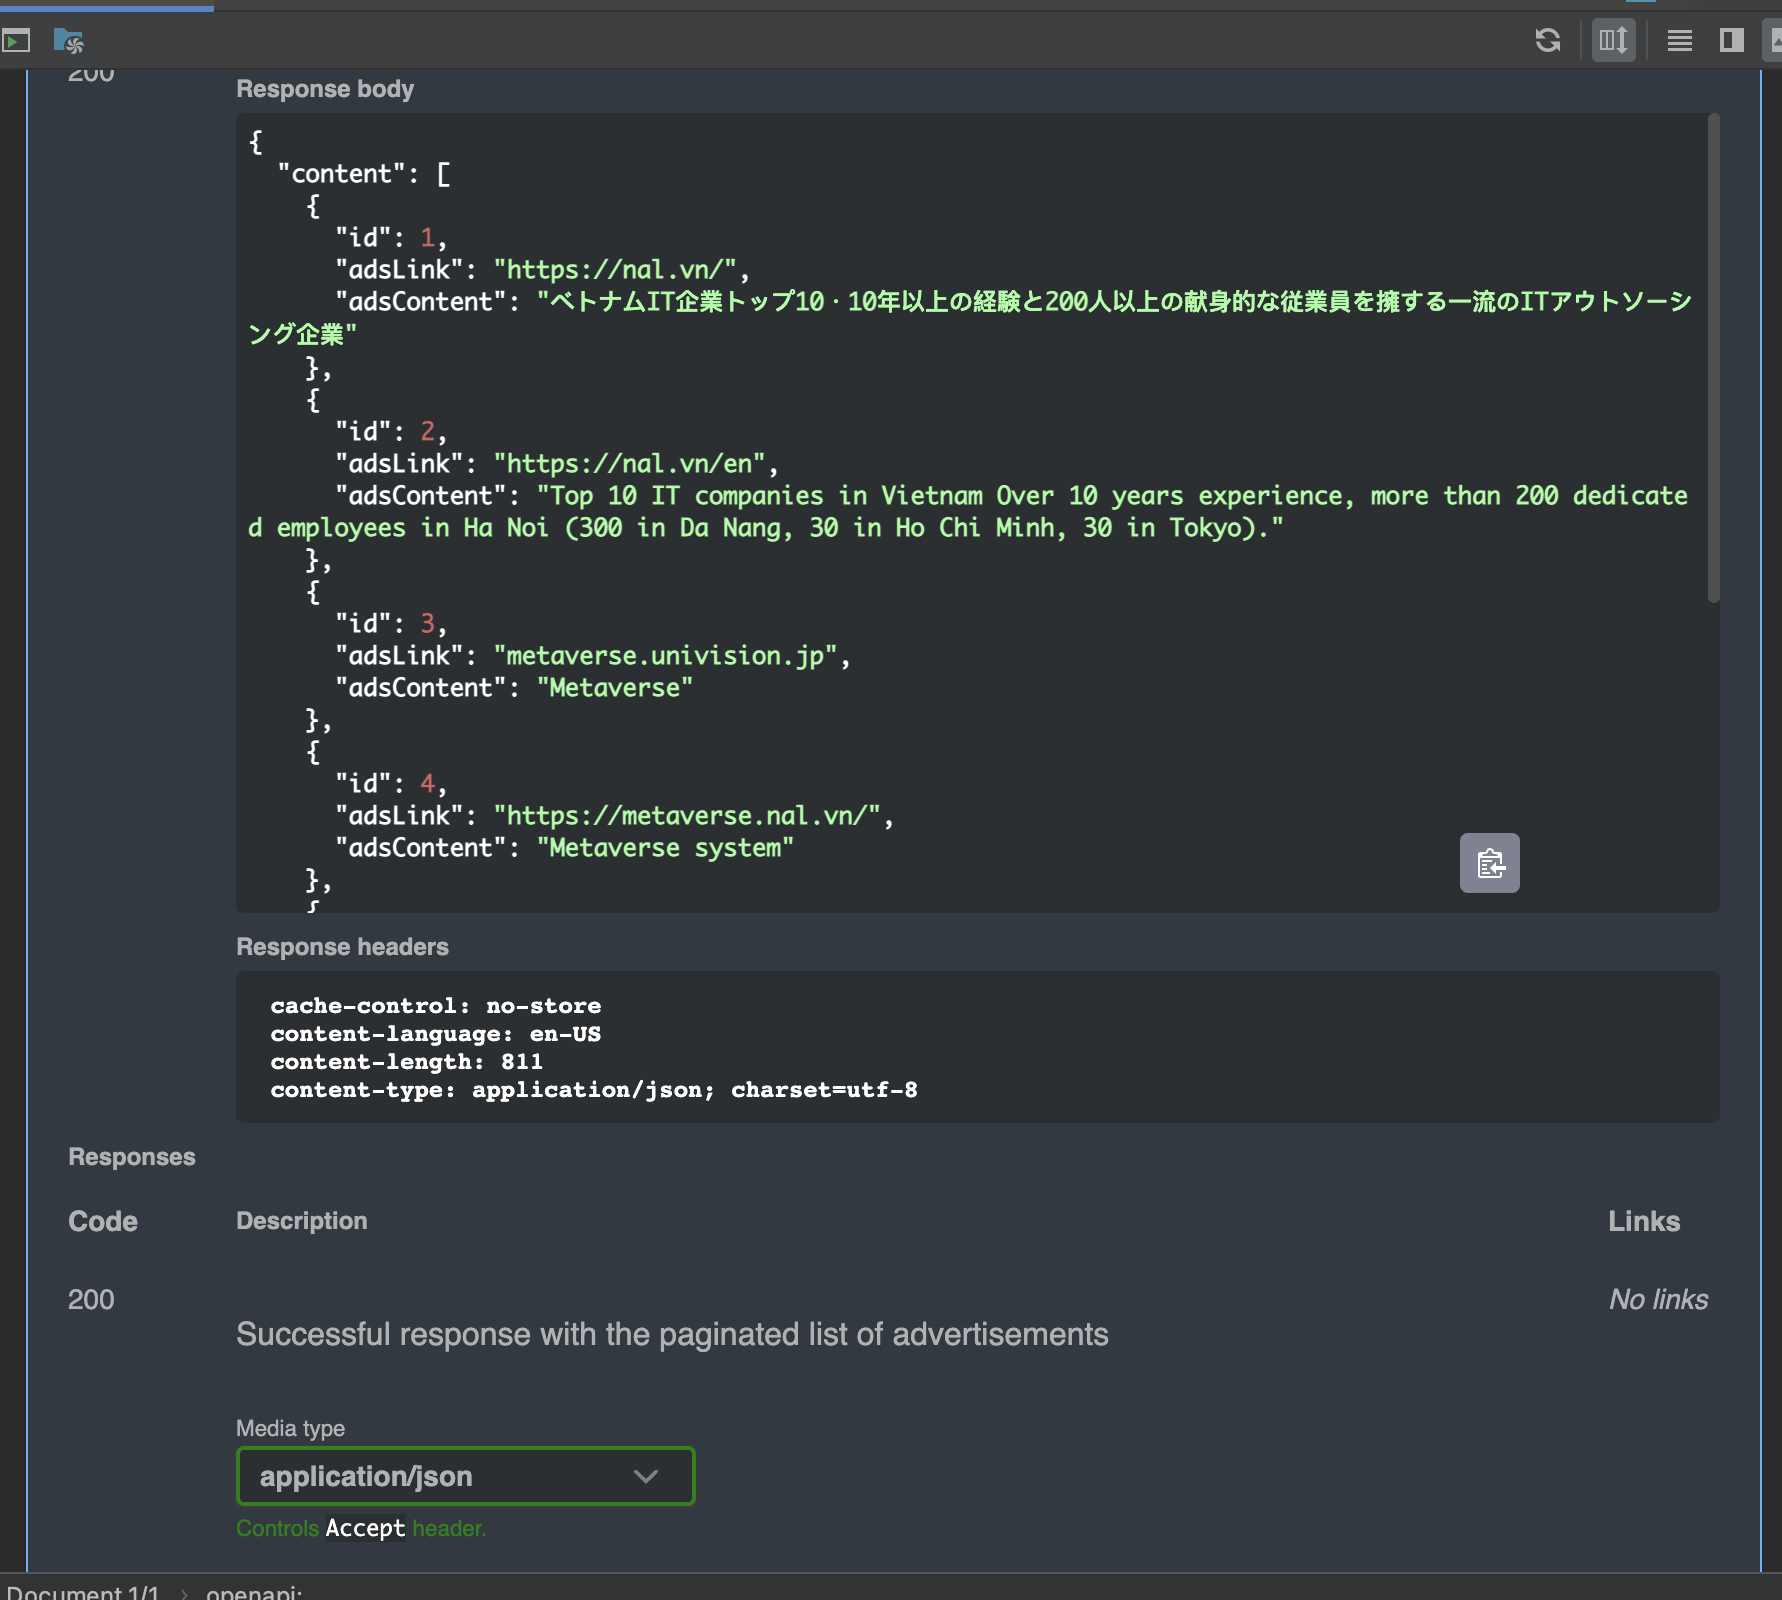 200
Response body
{
"content": [
{
"id": 1,
"adsLink": "https://nal.vn/",
"adsContent": "ベトナムIT企業トップ10・10年以上の経験と200人以上の献身的な従業員を擁する一流のITアウトソーシ
ング企業"
},
{
"id": 2,
"adsLink": "https://nal.vn/en",
"adsContent": "Top 10 IT companies in Vietnam Over 10 years experience, more than 200 dedicate
d employees in Ha Noi (300 in Da Nang, 30 in Ho Chi Minh, 30 in Tokyo)."
},
{
"id": 3,
"adsLink": "metaverse.univision.jp",
"adsContent": "Metaverse"
},
{
"id": 4,
"adsLink": "https://metaverse.nal.vn/",
"adsContent": "Metaverse system"
},
{
Response headers
cache-control: no-store
content-language: en-US
content-length: 811
content-type: application/json; charset=utf-8
Responses
Code Description Links
200 No links
Successful response with the paginated list of advertisements
Media type
application/json
Controls Accept header.
Document 1/1 › openapi: